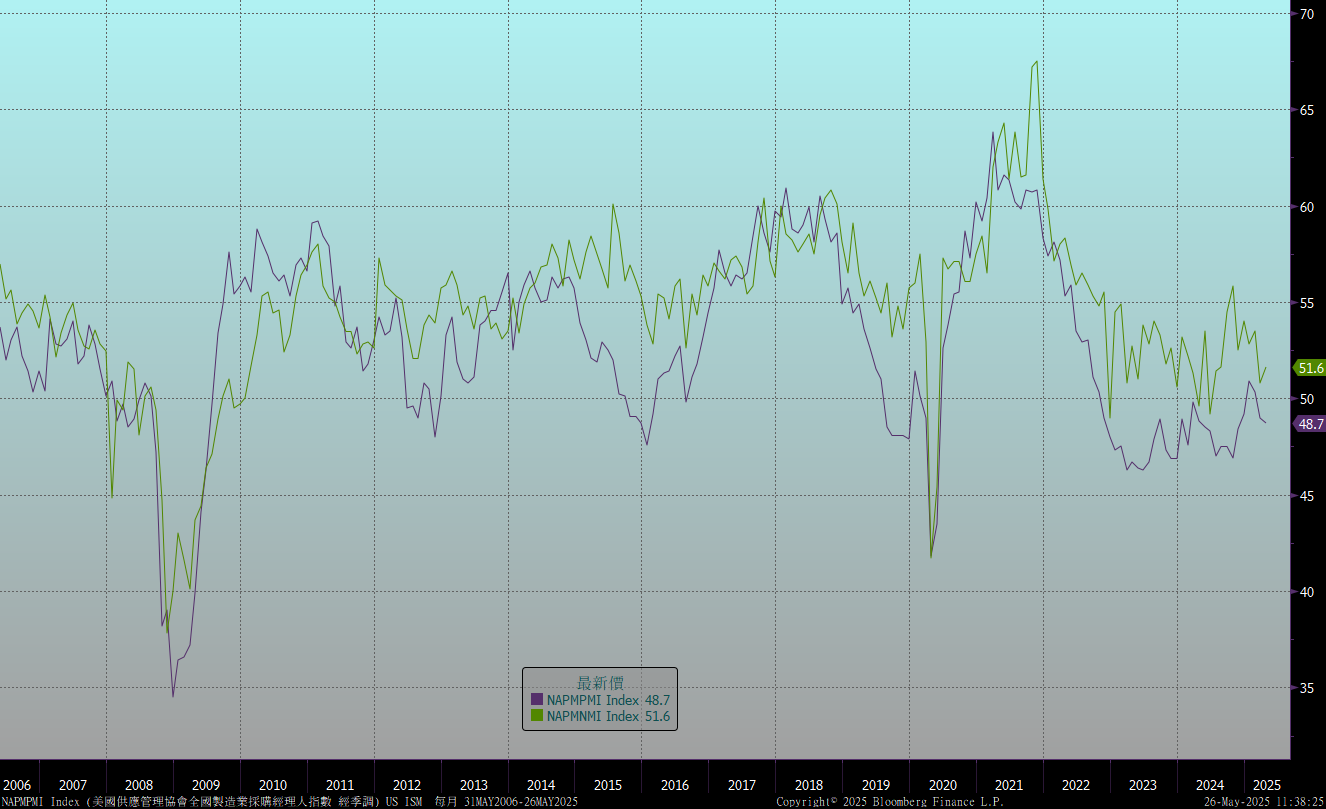 70
65
60
55
51.6
50
48.7
45
40
35
最新價
NAPMPMI Index 48.7
NAPMNMI Index 51.6
2006 2007 2008 2009 2010 2011 2012 2013 2014 2015 2016 2017 2018 2019 2020 2021 2022 2023 2024 2025
NAPMPMI Index (美國供應管理協會全國製造業採購經理人指數 經季調) US ISM 每月 31MAY2006-26MAY2025 Copyright© 2025 Bloomberg Finance L.P. 26-May-2025 11:38:25